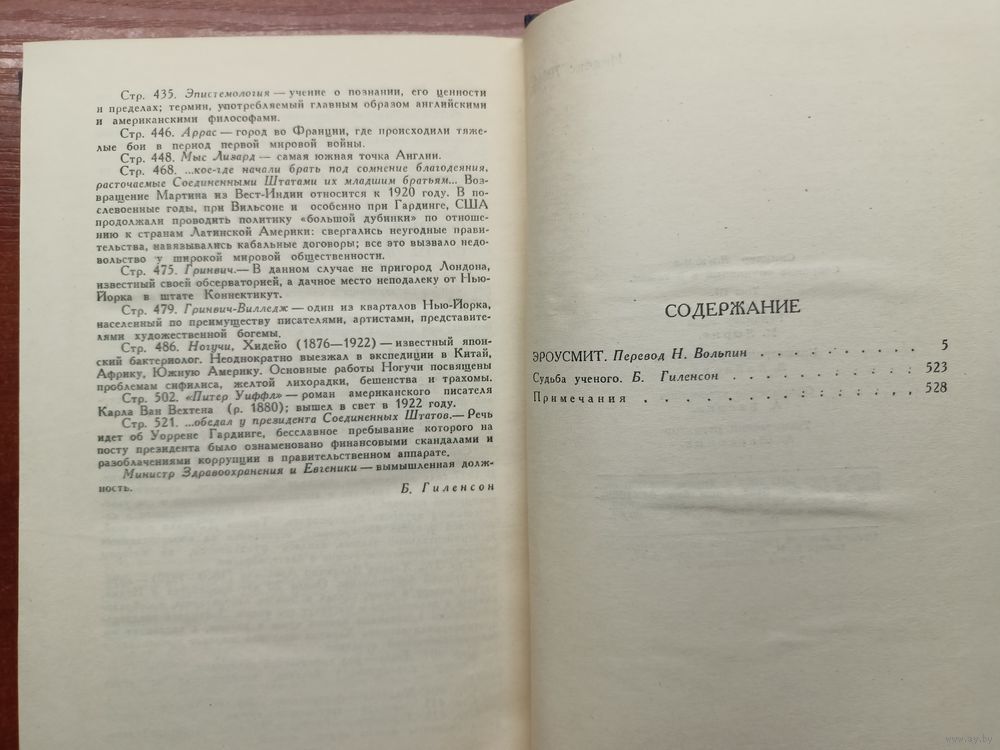 Стр. 435. Эпистемология — учение о познании, его ценности
и пределах; термин, употребляемый главным образом английскими
и американскими философами.
Стр. 446. Аррас — город во Франции, где происходили тяже-
лые бои в период первой мировой войны.
Стр. 448. Мыс Лизард — самая южная точка Англии.
Стр. 468. ...кое-где начали брать под сомнение благодеяния,
расточаемые Соединенными Штатами их младшим братьям... Воз-
вращение Мартина из Вест-Индии относится к 1920 году. В по-
слевоенные годы, при Вильсоне и особенно при Гардинге, США
продолжали проводить политику «большой дубинки» по отноше-
нию к странам Латинской Америки: свергались неугодные прави-
тельства, навязывались кабальные договоры; все это вызвало недо-
вольство у широкой мировой общественности.
Стр. 475. Гринвич.— В данном случае не пригород Лондона,
известный своей обсерваторией, а дачное место неподалеку от Нью-
Йорка в штате Коннектикут.
Стр. 479. Гринвич-Вилледж — один из кварталов Нью-Йорка,
населенный по преимуществу писателями, артистами, представите-
лями художественной богемы.
Стр. 486. Ногучи, Хидейо (1876—1922) — известный япон-
ский бактериолог. Неоднократно выезжал в экспедиции в Китай,
Африку, Южную Америку. Основные работы Ногучи посвящены
проблемам сифилиса, желтой лихорадки, бешенства и трахомы.
Стр. 502. «Питер Уиффл» — роман американского писателя
Карла Ван Вехтена (р. 1880); вышел в свет в 1922 году.
Стр. 521. ...обедал у президента Соединенных Штатов.— Речь
идет об Уоррене Гардинге, бесславное пребывание которого на
посту президента было ознаменовано финансовыми скандалами и
разоблачениями коррупции в правительственном аппарате.
Министр Здравоохранения и Евгеники — вымышленная долж-
ность.
Б. Гиленсон
СОДЕРЖАНИЕ
ЭРОУСМИТ. Перевод Н. Вольпин . . . . . . . . . . 5
Судьба ученого. Б. Гиленсон . . . . . . . . . . 523
Примечания . . . . . . . . . . . . . . 528
www.ay.by